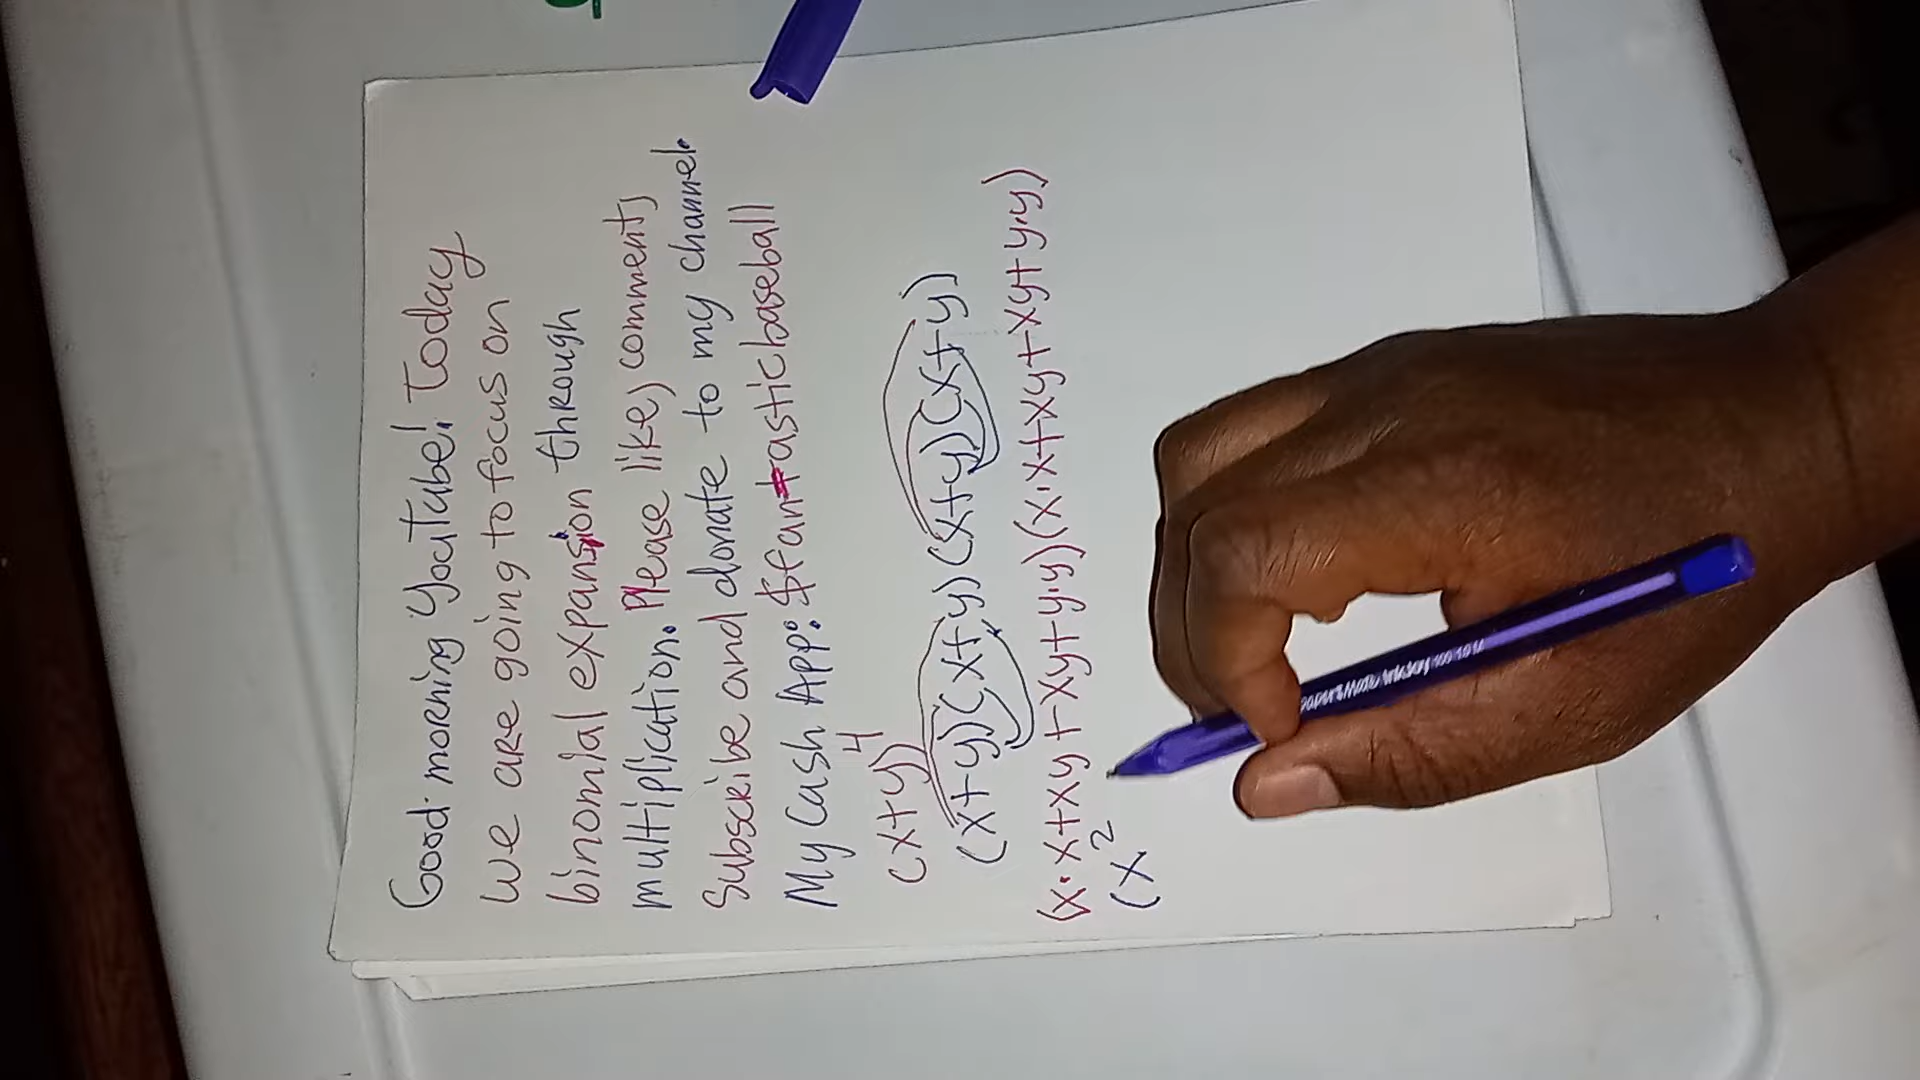 Good morning YouTube! Today
we are going to focus on
binomial expansion through
multiplication. Please like, comment,
subscribe and donate to my channel.
My Cash App: $fantasticbaseball
(x+y)^4
(x+y)(x+y)(x+y)(x+y)
(x·x+xy+xy+y·y)(x·x+xy+xy+y·y)
(x^2